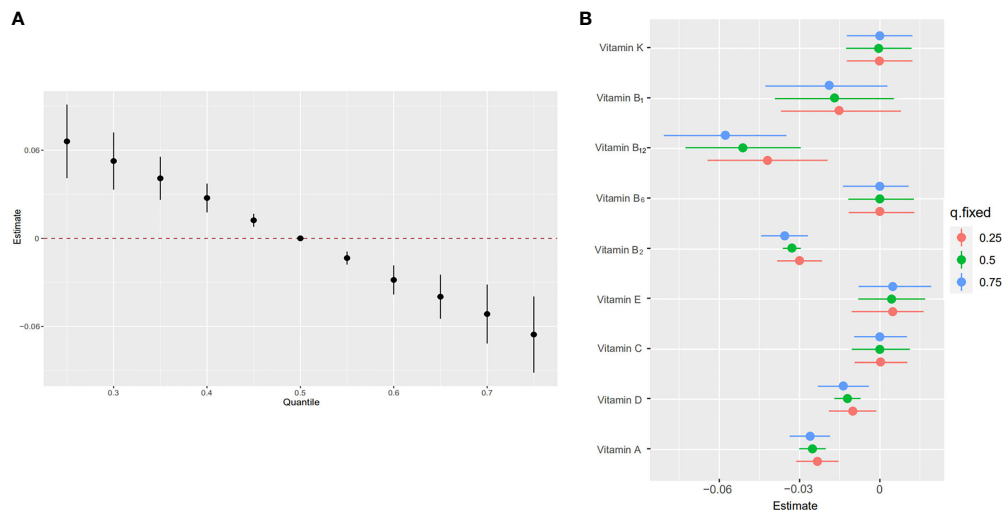 A
Estimate
0.06
0
−0.06
0.3
0.4
0.5
0.6
0.7
Quantile
B
Vitamin K
Vitamin B₁
Vitamin B₁₂
Vitamin B₆
Vitamin B₂
Vitamin E
Vitamin C
Vitamin D
Vitamin A
−0.06
−0.03
0
Estimate
q.fixed
0.25
0.5
0.75